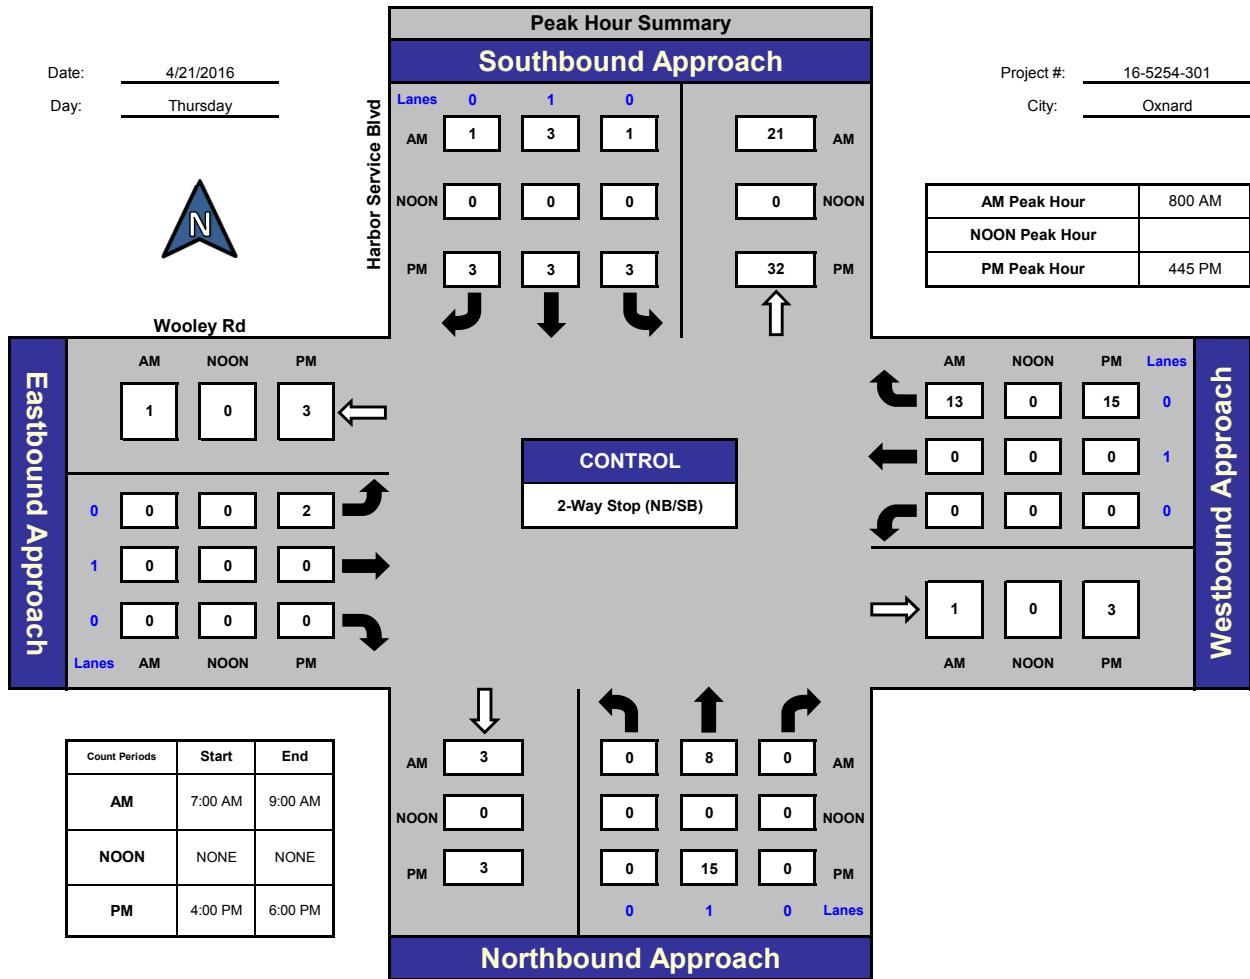 Peak Hour Summary
Southbound Approach
Date: 4/21/2016
Day: Thursday
Project #: 16-5254-301
City: Oxnard
N
Harbor Service Blvd
Lanes 0 1 0
AM 1 3 1 21 AM
NOON 0 0 0 0 NOON
PM 3 3 3 32 PM
AM Peak Hour 800 AM
NOON Peak Hour
PM Peak Hour 445 PM
Wooley Rd
Eastbound Approach
AM NOON PM
1 0 3
0 0 0 2
1 0 0 0
0 0 0 0
Lanes AM NOON PM
CONTROL
2-Way Stop (NB/SB)
AM NOON PM Lanes
13 0 15 0
0 0 0 1
0 0 0 0
1 0 3
AM NOON PM
Westbound Approach
Count Periods Start End
AM 7:00 AM 9:00 AM
NOON NONE NONE
PM 4:00 PM 6:00 PM
AM 3 0 8 0 AM
NOON 0 0 0 0 NOON
PM 3 0 15 0 PM
0 1 0 Lanes
Northbound Approach